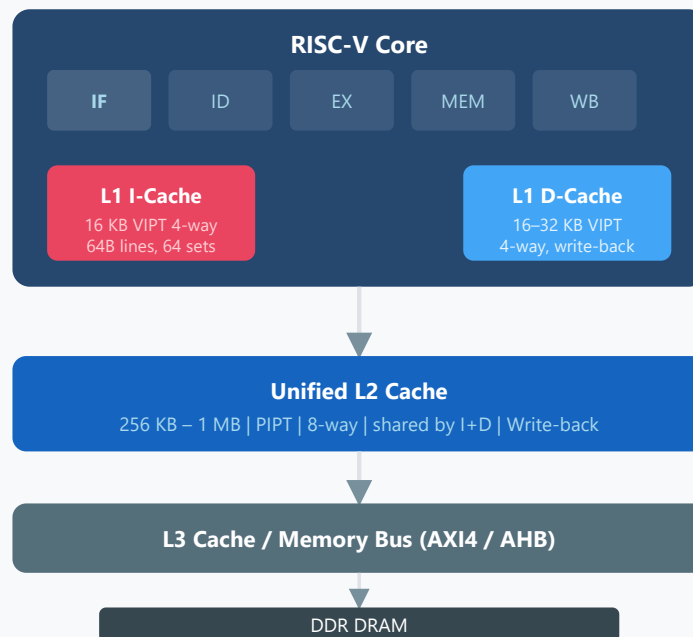 RISC-V Core
IF
ID
EX
MEM
WB
L1 I-Cache
16 KB VIPT 4-way
64B lines, 64 sets
L1 D-Cache
16–32 KB VIPT
4-way, write-back
Unified L2 Cache
256 KB – 1 MB | PIPT | 8-way | shared by I+D | Write-back
L3 Cache / Memory Bus (AXI4 / AHB)
DDR DRAM